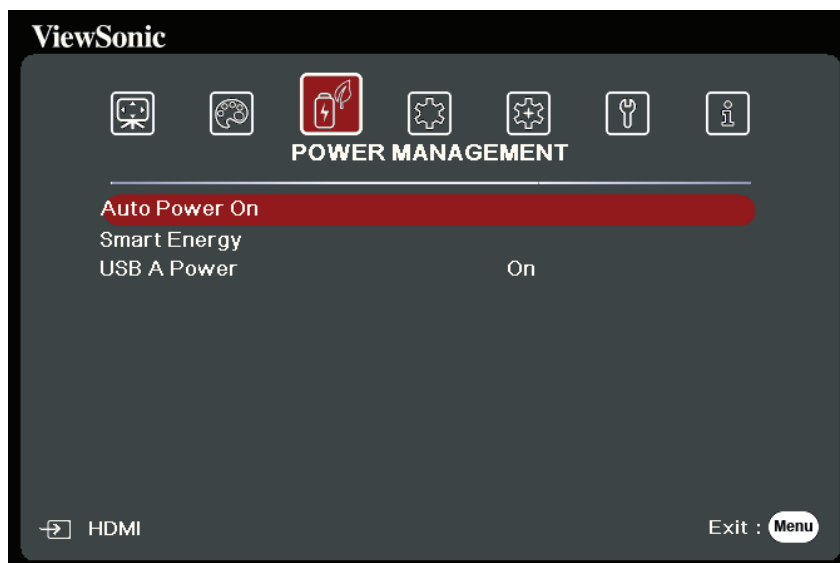 ViewSonic
POWER MANAGEMENT
Auto Power On
Smart Energy
USB A Power On
HDMI Exit : Menu